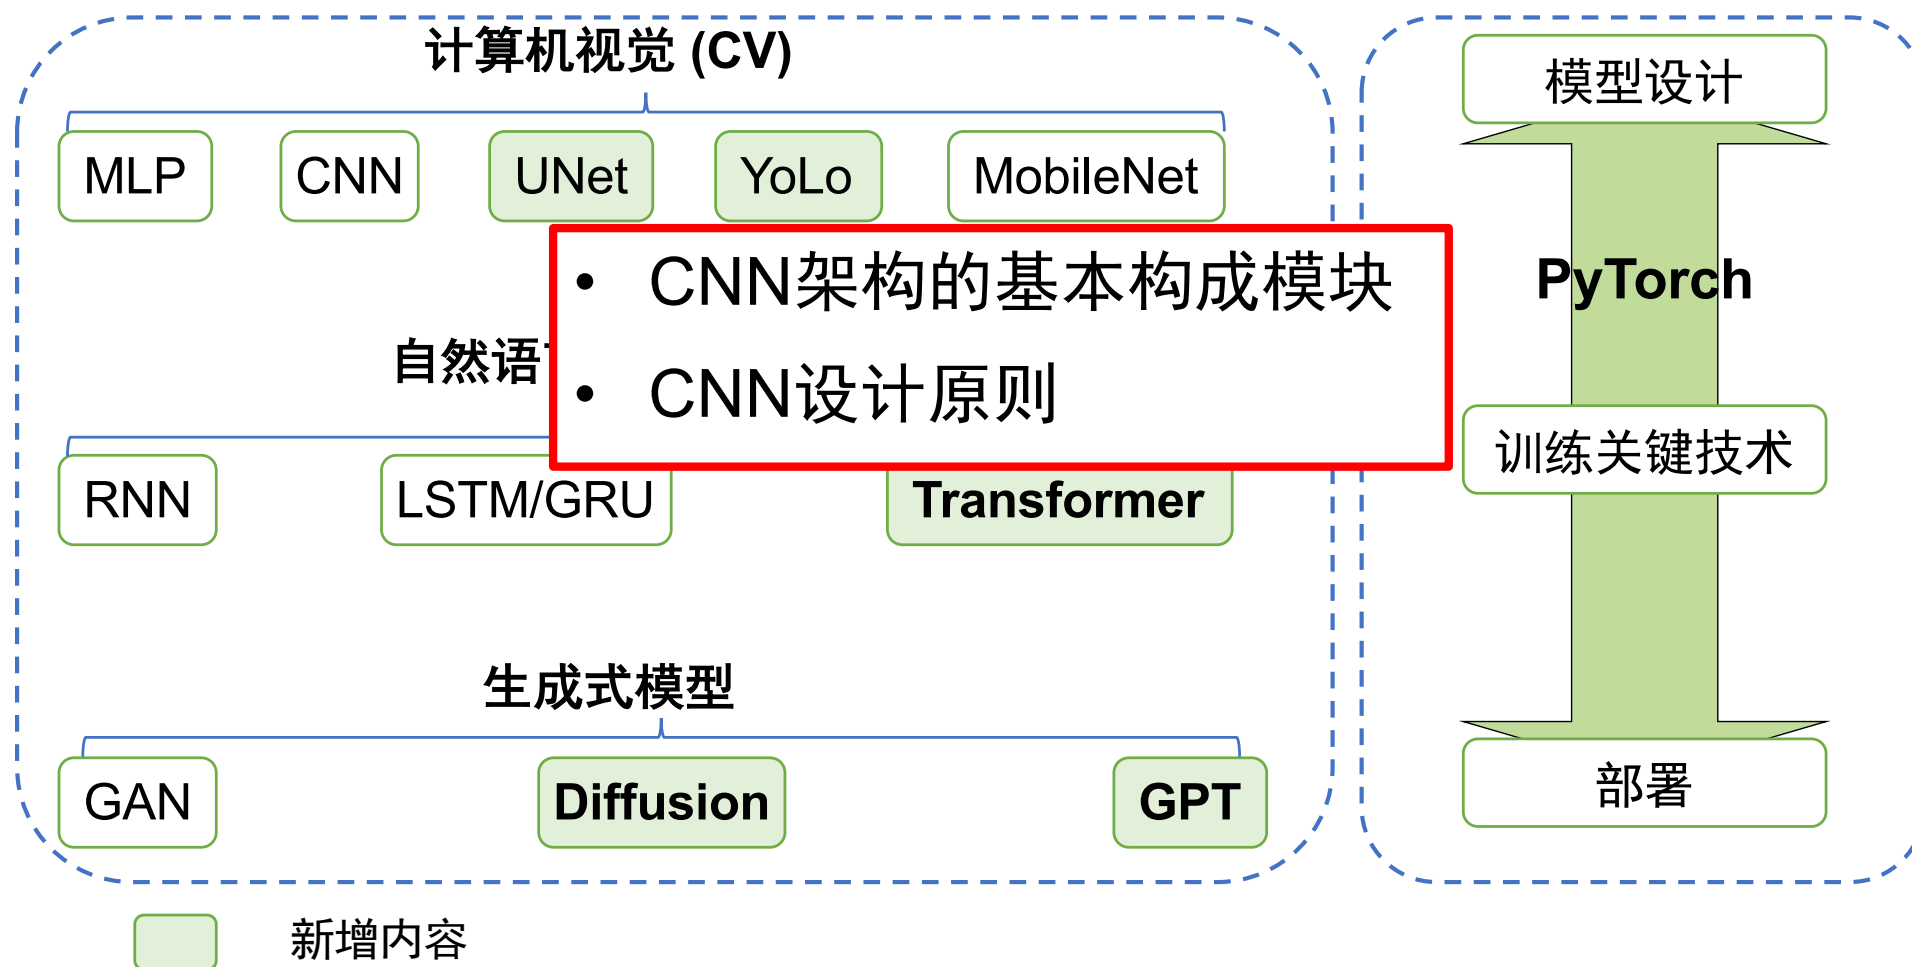 计算机视觉 (CV)
MLP
CNN
UNet
YoLo
MobileNet
• CNN架构的基本构成模块
• CNN设计原则
自然语
RNN
LSTM/GRU
Transformer
生成式模型
GAN
Diffusion
GPT
新增内容
模型设计
PyTorch
训练关键技术
部署